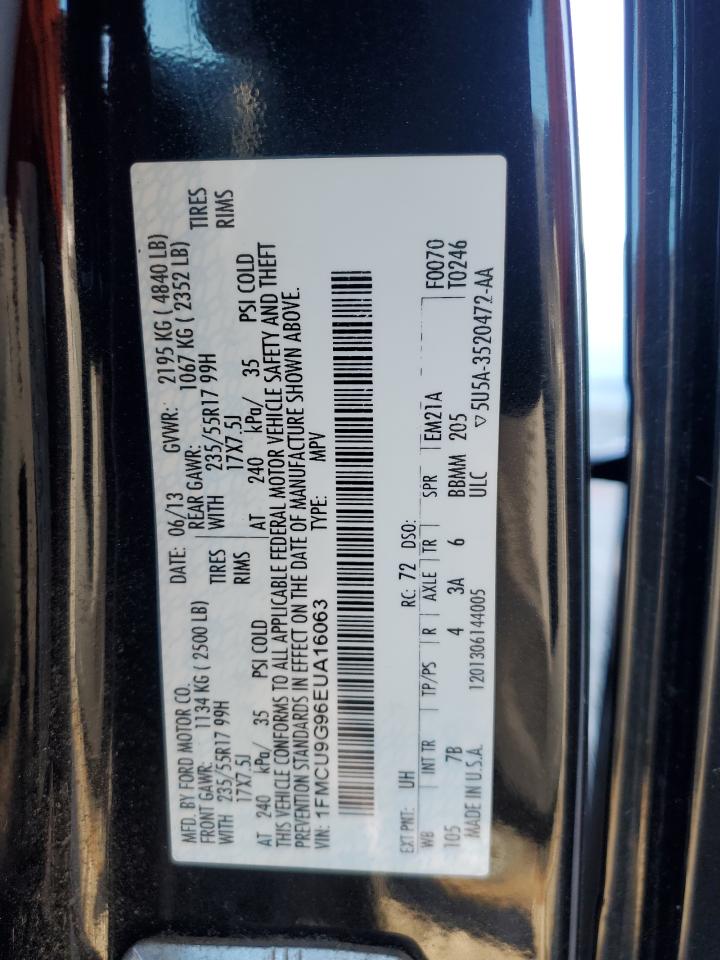 MFD. BY FORD MOTOR CO. DATE: 06/13 GVWR: 2195 KG ( 4840 LB)
FRONT GAWR: 1134 KG ( 2500 LB) REAR GAWR: 1067 KG ( 2352 LB)
WITH 235/55R17 99H TIRES WITH 235/55R17 99H TIRES
17X7.5J RIMS 17X7.5J RIMS
AT 240 kPa/ 35 PSI COLD AT 240 kPa/ 35 PSI COLD
THIS VEHICLE CONFORMS TO ALL APPLICABLE FEDERAL MOTOR VEHICLE SAFETY AND THEFT
PREVENTION STANDARDS IN EFFECT ON THE DATE OF MANUFACTURE SHOWN ABOVE.
VIN: 1FMCU9G96EUA16063 TYPE: MPV
EXT PNT: UH RC: 72 DSO:
WB INT TR TP/PS R AXLE TR SPR EM21A F0070
105 7B 4 3A 6 BBMM 205 T0246
MADE IN U.S.A. 1201306144005 ULC ▽5U5A-3520472-AA